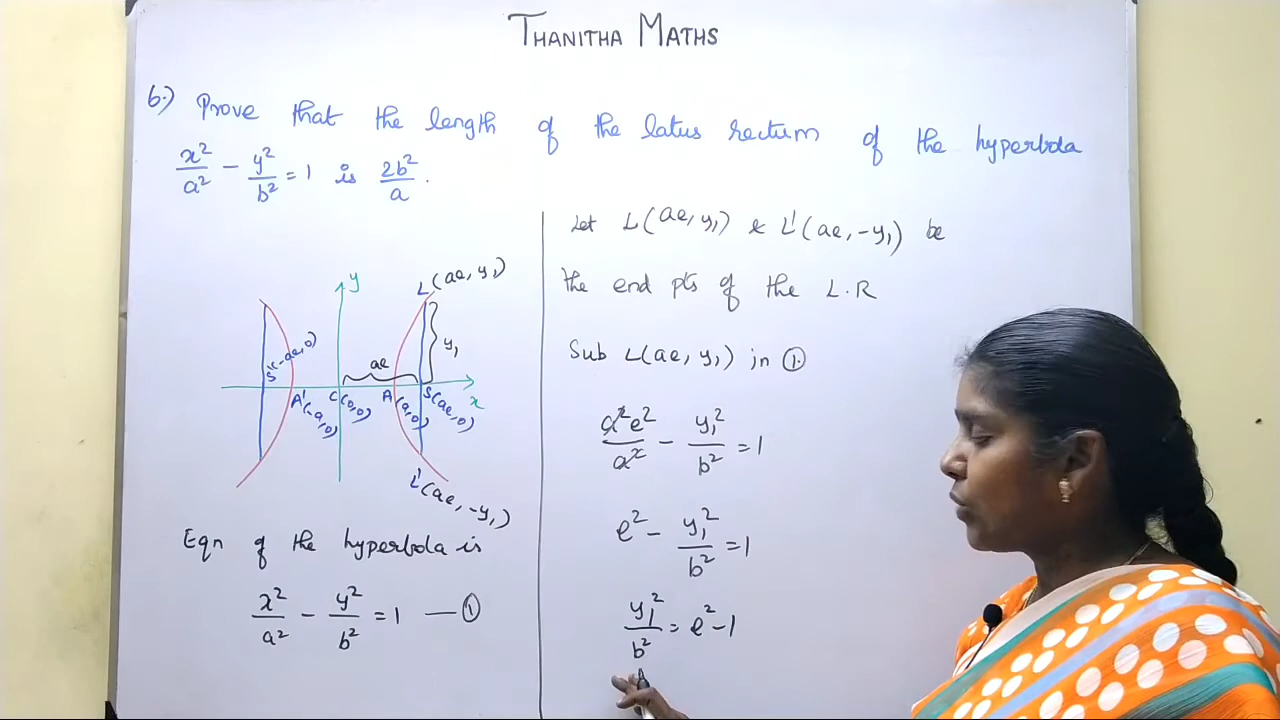 THANITHA MATHS
6.) Prove that the length of the latus rectum of the hyperbola
x²/a² - y²/b² = 1 is 2b²/a.
y
L(ae, y₁)
y₁
ae
S'(-ae,0)
A'(-a,0)
C(0,0)
A(a,0)
S(ae,0)
x
L'(ae, -y₁)
Eqn of the hyperbola is
x²/a² - y²/b² = 1 — ①
Let L(ae, y₁) & L'(ae, -y₁) be
the end pts of the L.R
Sub L(ae, y₁) in ①
a²e²/a² - y₁²/b² = 1
e² - y₁²/b² = 1
y₁²/b² = e² - 1